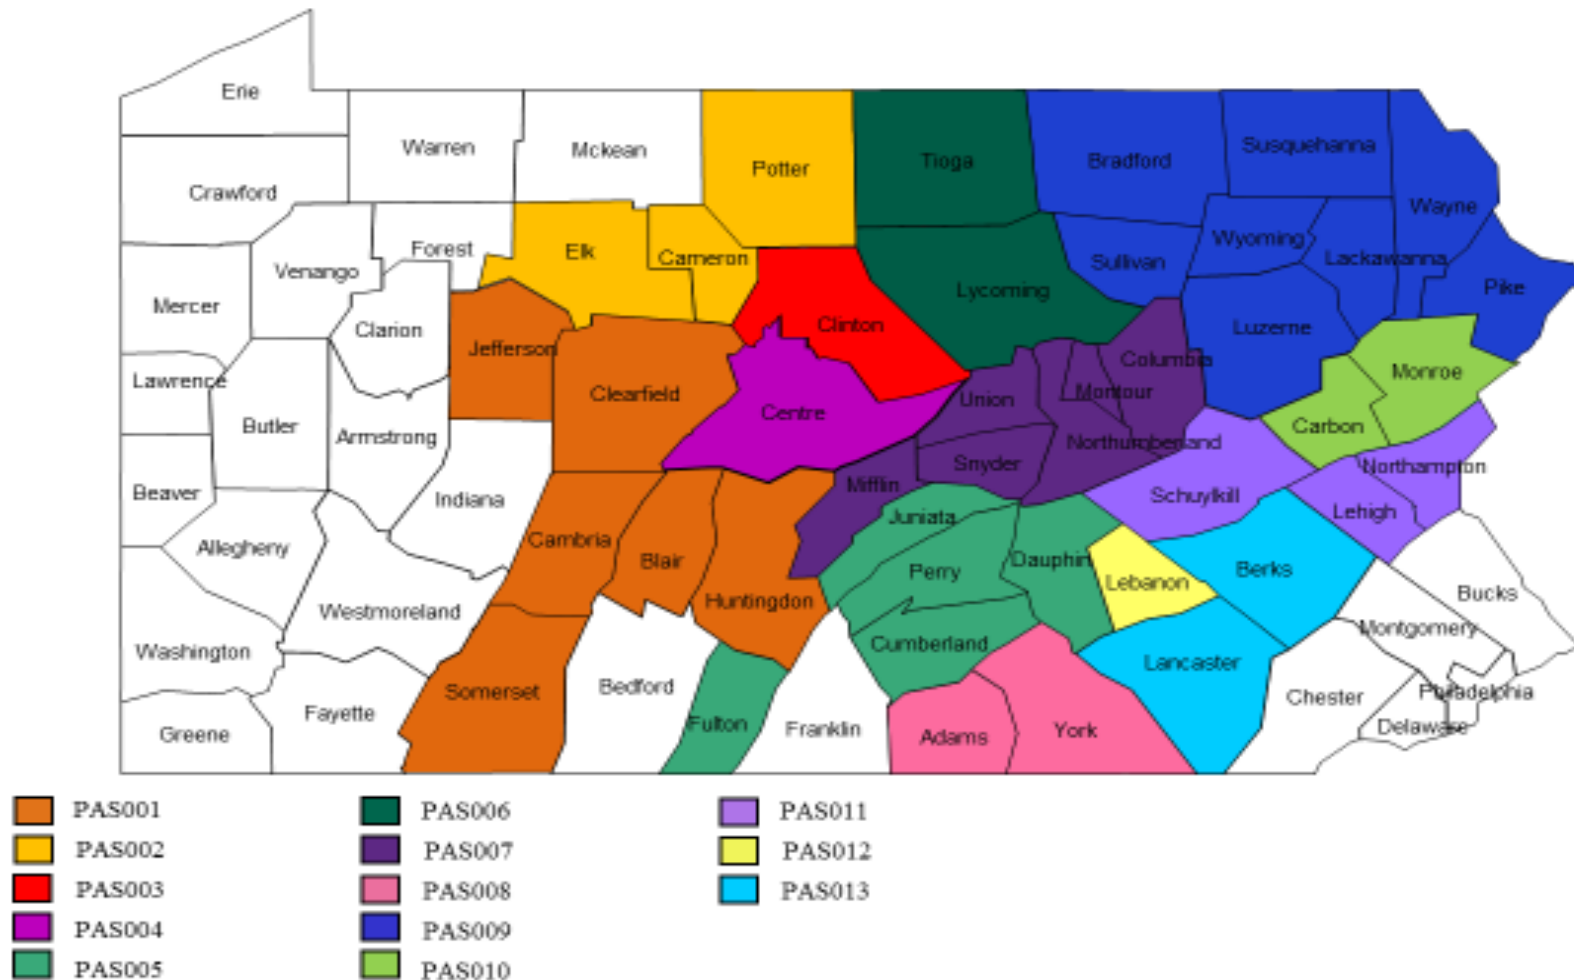 Erie
Warren
Mckean
Potter
Tioga
Bradford
Susquehanna
Wayne
Crawford
Forest
Elk
Cameron
Wyoming
Lackawanna
Sullivan
Venango
Pike
Mercer
Clarion
Jefferson
Clinton
Lycoming
Luzerne
Columbia
Monroe
Lawrence
Butler
Armstrong
Clearfield
Centre
Union
Montour
Northumberland
Carbon
Northampton
Beaver
Indiana
Mifflin
Snyder
Schuylkill
Lehigh
Allegheny
Cambria
Blair
Juniata
Perry
Dauphin
Lebanon
Berks
Bucks
Westmoreland
Huntingdon
Cumberland
Lancaster
Montgomery
Washington
Somerset
Bedford
Fulton
Franklin
Adams
York
Chester
Philadelphia
Delaware
Greene
Fayette
PAS001
PAS002
PAS003
PAS004
PAS005
PAS006
PAS007
PAS008
PAS009
PAS010
PAS011
PAS012
PAS013